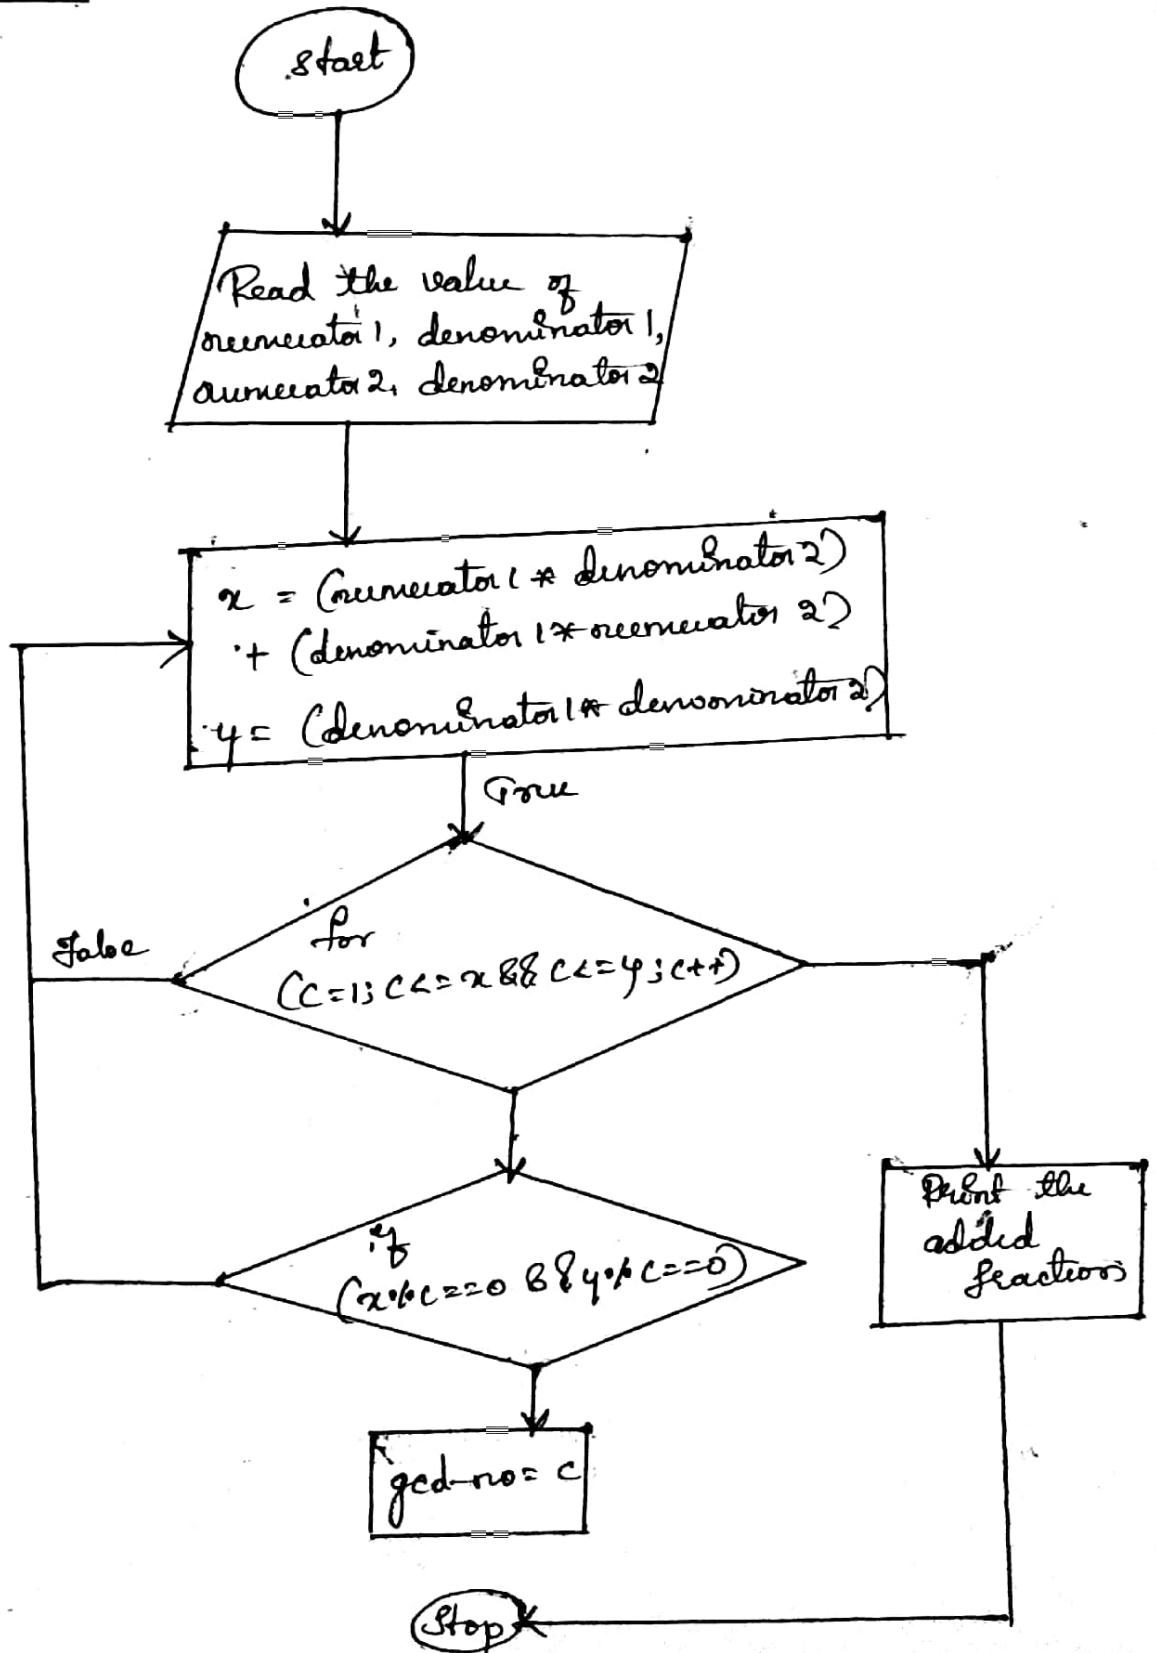 start
Read the value of
numerator 1, denominator 1,
numerator 2, denominator 2
x = (numerator 1 * denominator 2)
+ (denominator 1 * numerator 2)
y = (denominator 1 * denominator 2)
True
False
for
(C=1; C<=x && C<=y; C++)
if
(x%c==0 && y%c==0)
Print the
added
fractions
gcd-no = c
Stop